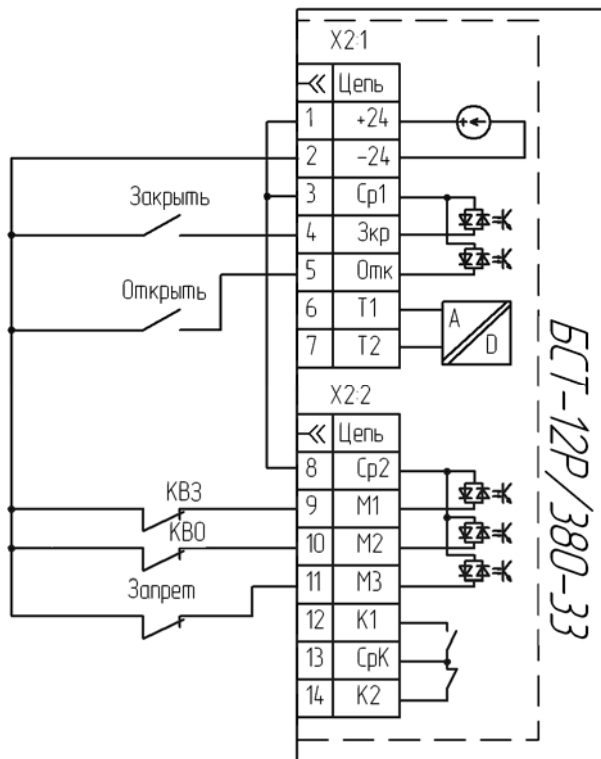 X2:1
Цепь
1 +24
2 -24
3 Ср1
Закрыть
4 Зкр
5 Отк
Открыть
6 Т1
7 Т2
A
D
X2:2
Цепь
8 Ср2
КВЗ
9 М1
КВО
10 М2
Запрет
11 М3
12 К1
13 СрК
14 К2
БСТ-12Р/380-33